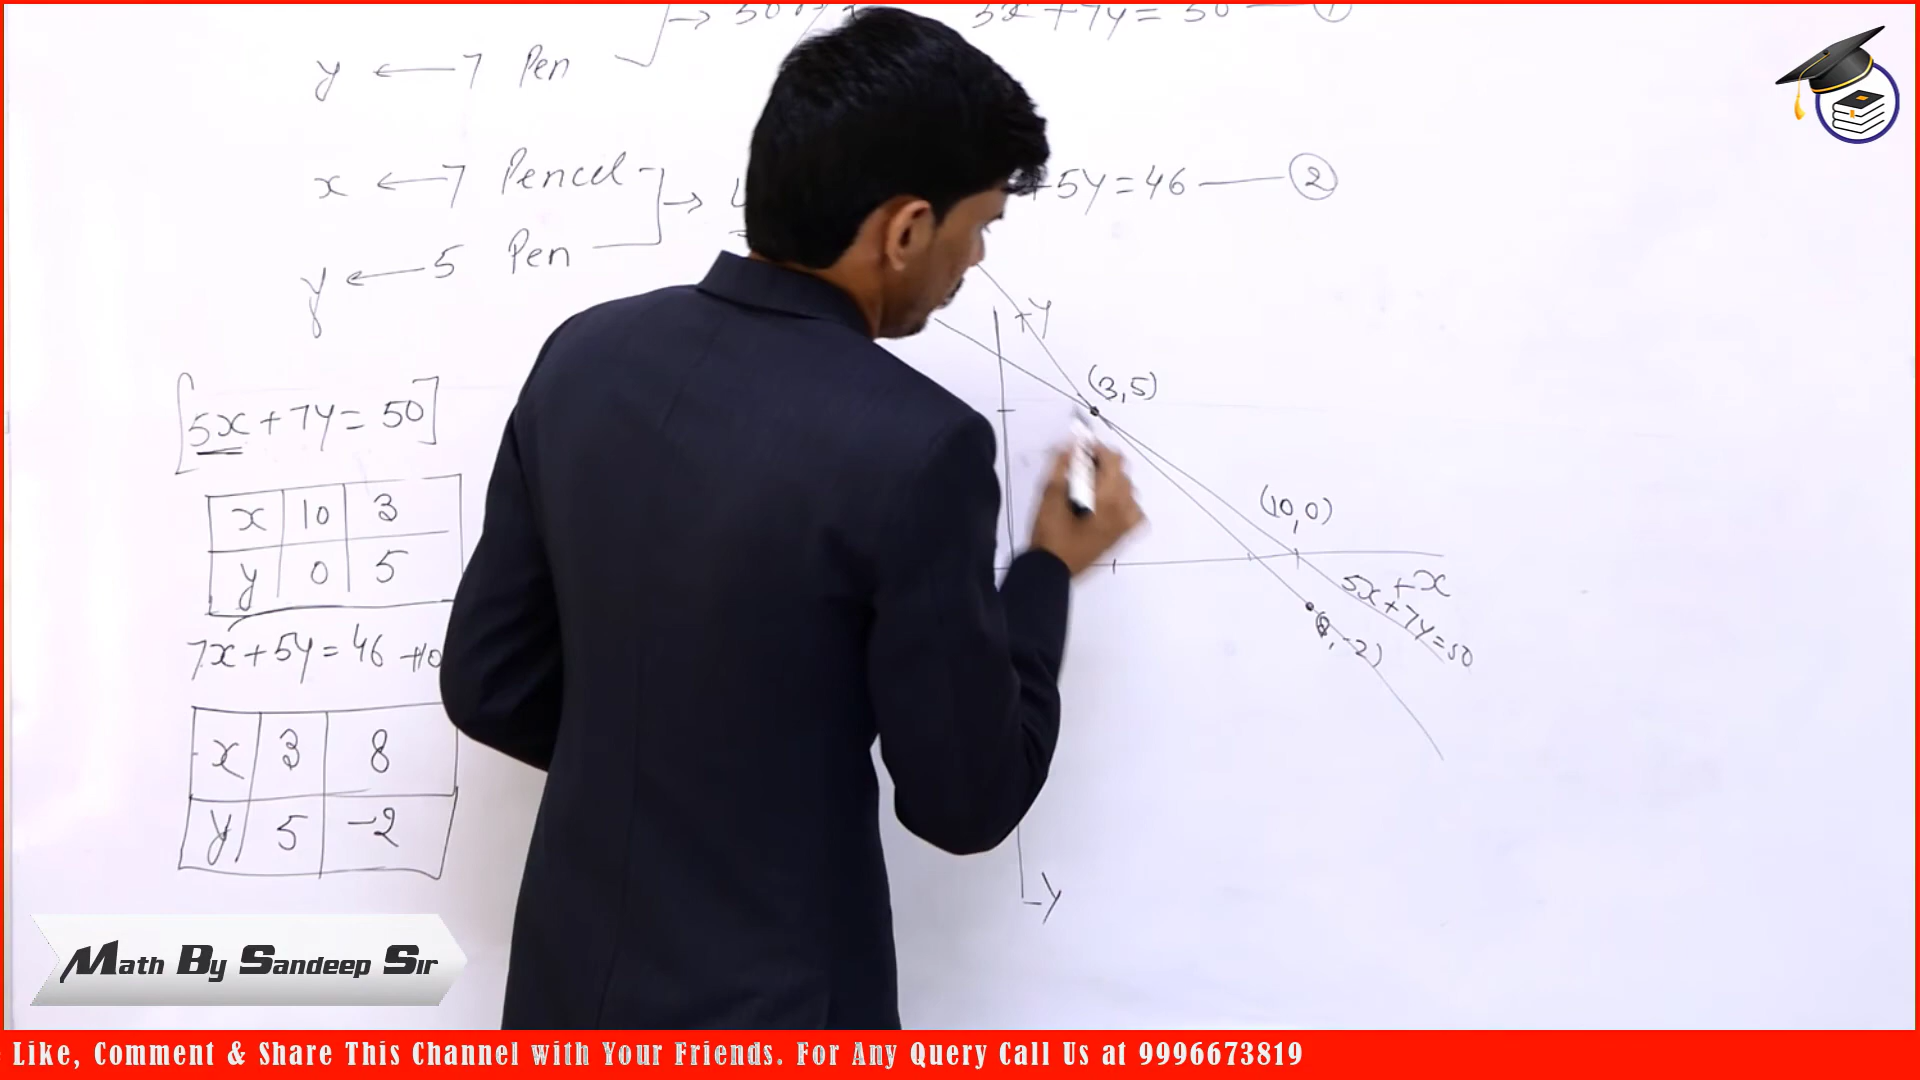 5x + 7y = 50 — 1
y ← 7 Pen
x ← 7 Pencel
+ 5y = 46 — 2
y ← 5 Pen
+y
(3,5)
[5x + 7y = 50]
x 10 3
y 0 5
(10,0)
+x
5x + 7y = 50
, -2)
7x + 5y = 46
x 3 8
y 5 -2
-y
Math By Sandeep Sir
Like, Comment & Share This Channel with Your Friends. For Any Query Call Us at 9996673819